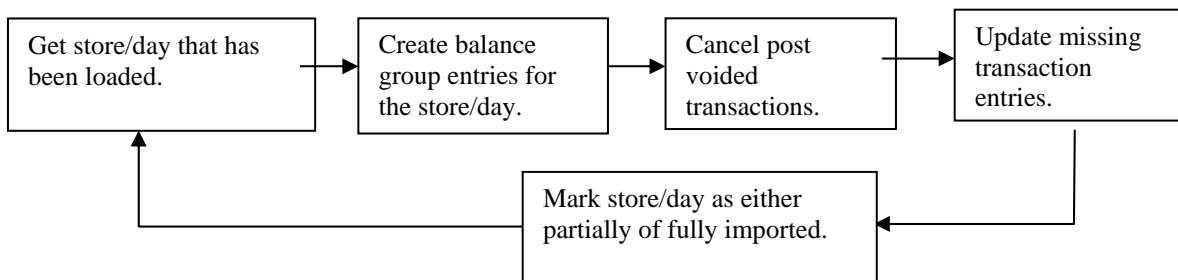 Get store/day that has
been loaded.
Create balance
group entries for
the store/day.
Cancel post
voided
transactions.
Update missing
transaction
entries.
Mark store/day as either
partially of fully imported.